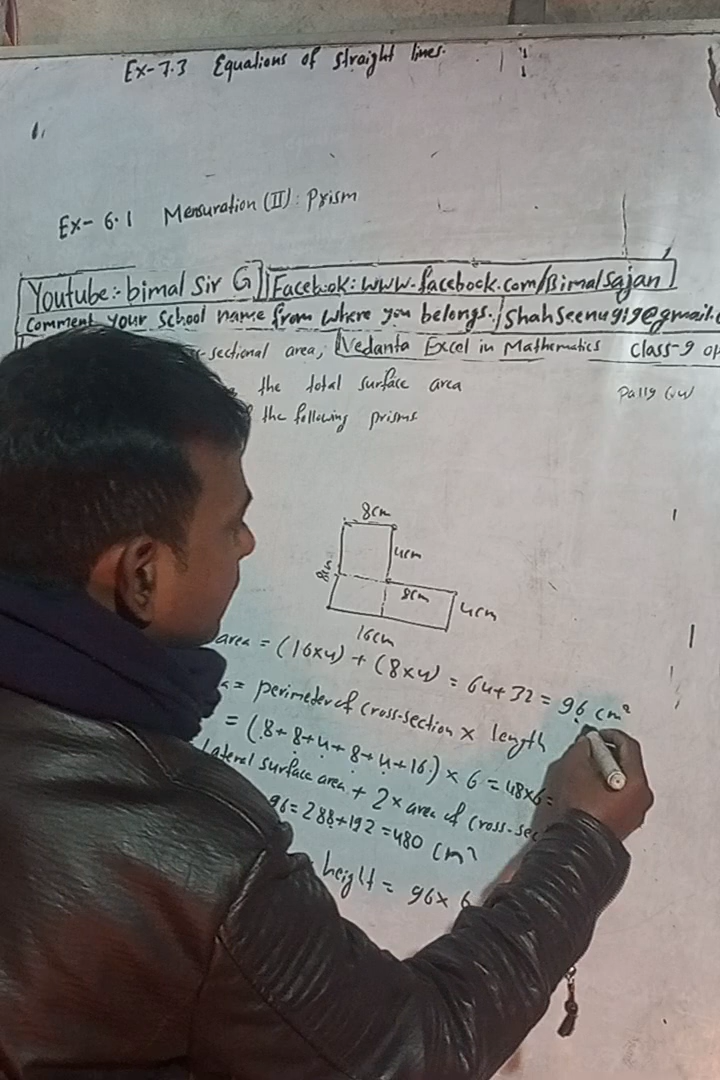 Ex-7.3 Equations of straight lines.
Ex- 6.1 Mensuration (II): Prism
Youtube:- bimal Sir G Facebook: www.facebook.com/Bimalsajan
Comment your School name from where you belongs. Shahseenu919@gmail.c
-sectional area, Vedanta Excel in Mathematics Class-9 op
the total surface area
the following prisms
8cm
4cm
8cm
8cm
4cm
16cm
area = (16x4) + (8x4) = 64+32 = 96 cm²
= perimeter of cross-section x length
= (8+8+4+8+4+16) x 6 = 48x6=
lateral surface area + 2x area of cross-sec
96 = 288+192 = 480 cm²
height = 96x 6